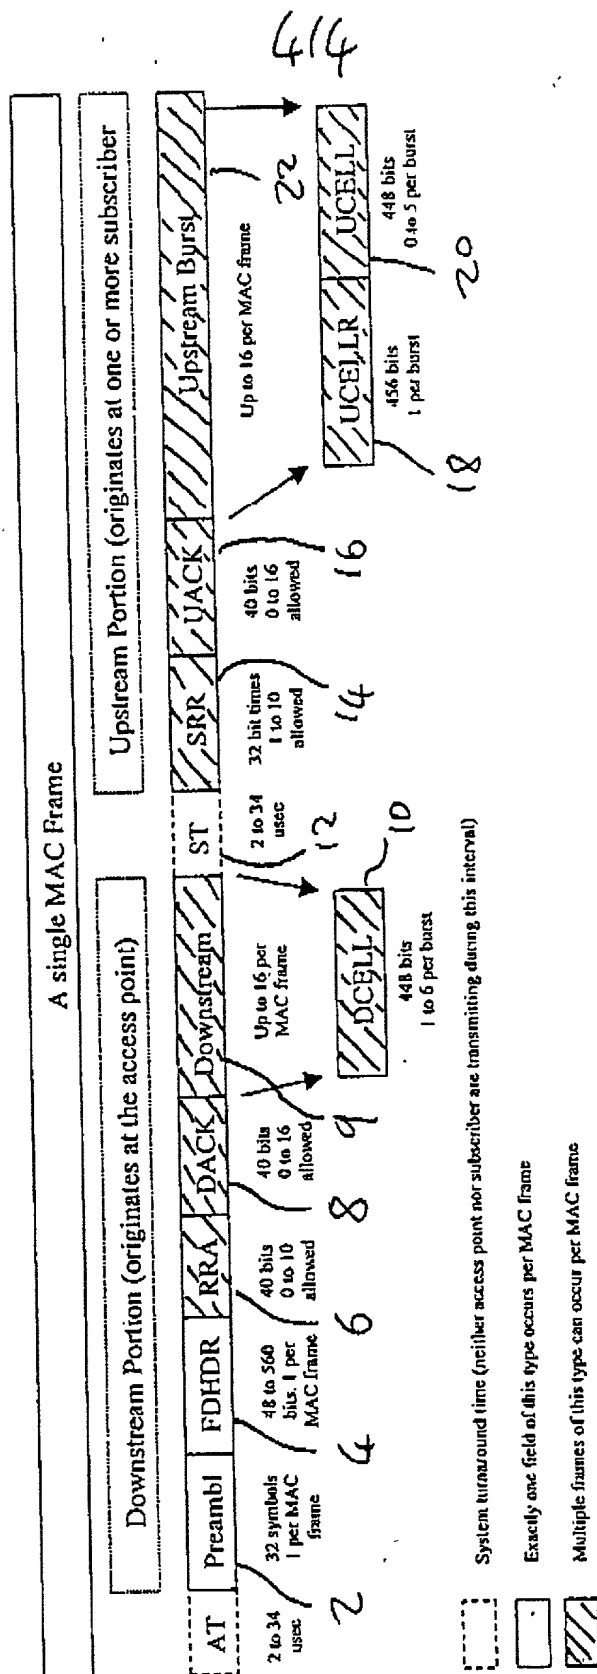 4/4
A single MAC Frame
Downstream Portion (originates at the access point)
Upstream Portion (originates at one or more subscriber
AT
Preambl
FDHDR
RRA
DACK
Downstream
ST
SRR
UACK
Upstream Burst
2 to 34
usec
32 symbols
1 per MAC
frame
48 to 560
bits, 1 per
MAC frame
40 bits
0 to 10
allowed
40 bits
0 to 16
allowed
Up to 16 per
MAC frame
2 to 34
usec
32 bit times
1 to 10
allowed
40 bits
0 to 16
allowed
Up to 16 per MAC frame
2
4
6
8
9
12
14
16
22
DCELL
10
448 bits
1 to 6 per burst
UCELLR
UCELL
456 bits
1 per burst
448 bits
0 to 5 per burst
18
20
System turnaround time (neither access point nor subscriber are transmitting during this interval)
Exactly one field of this type occurs per MAC frame
Multiple frames of this type can occur per MAC frame